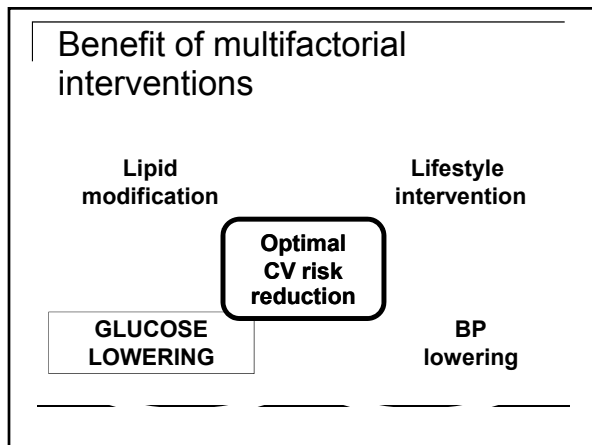 Benefit of multifactorial
interventions
Lipid
modification
Lifestyle
intervention
Optimal
CV risk
reduction
GLUCOSE
LOWERING
BP
lowering